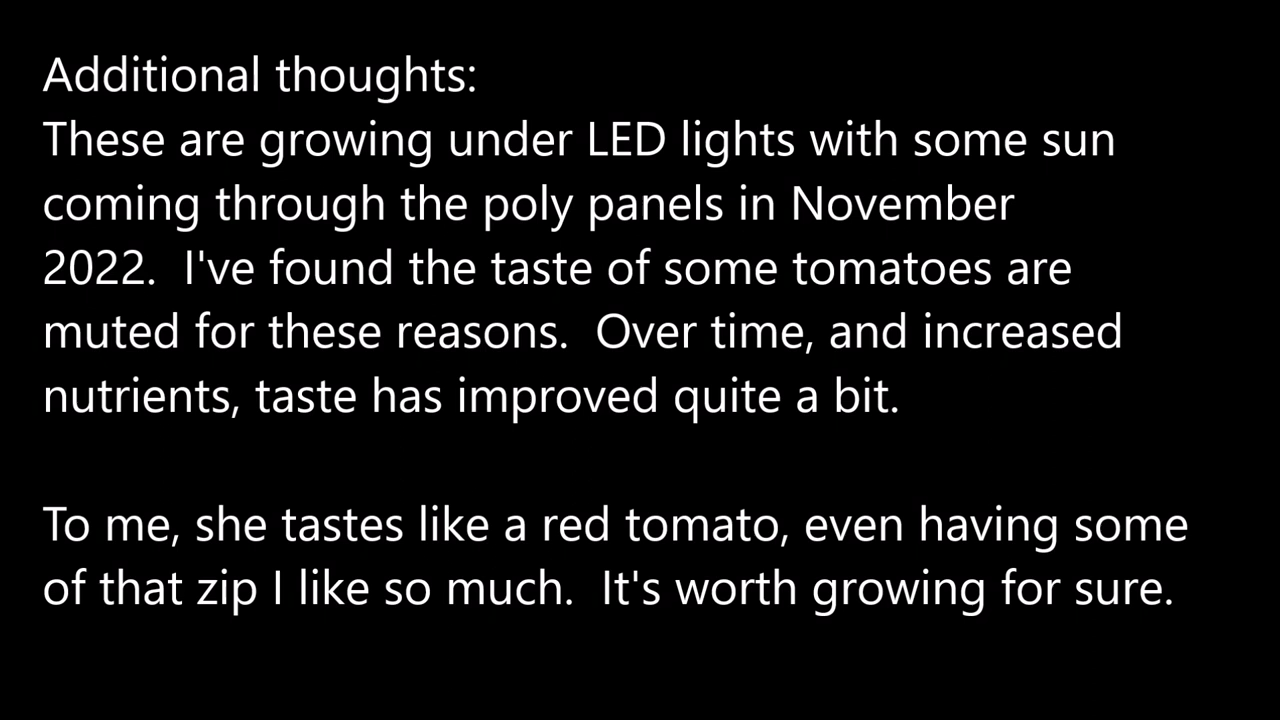 Additional thoughts:
These are growing under LED lights with some sun
coming through the poly panels in November
2022.  I've found the taste of some tomatoes are
muted for these reasons.  Over time, and increased
nutrients, taste has improved quite a bit.
To me, she tastes like a red tomato, even having some
of that zip I like so much.  It's worth growing for sure.